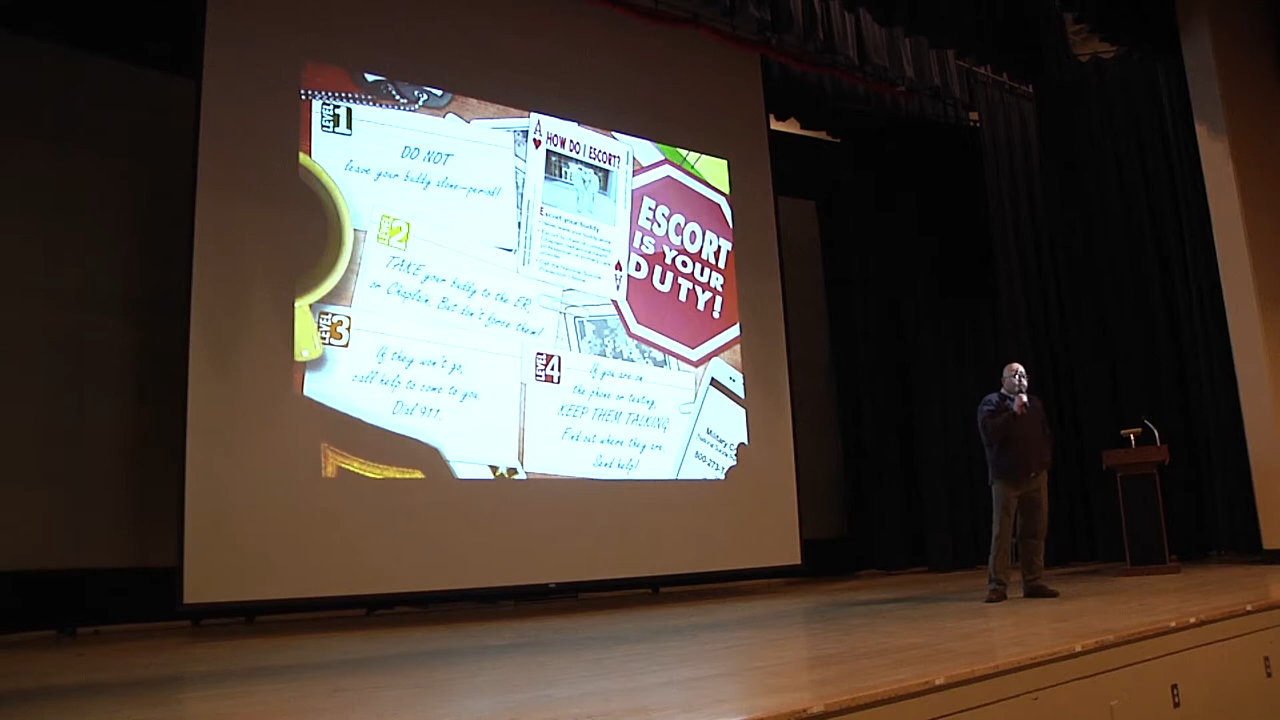 LEVEL 1
DO NOT
leave your buddy alone—period!
LEVEL 2
TAKE your buddy to the ER,
or Chaplain. But don't force them!
LEVEL 3
If they won't go,
call help to come to you.
Dial 911.
LEVEL 4
If you are on
the phone or texting,
KEEP THEM TALKING
Find out where they are
Send help!
A
HOW DO I ESCORT?
Escort your buddy
A
ESCORT
IS YOUR
DUTY!
Military C
800-273-T